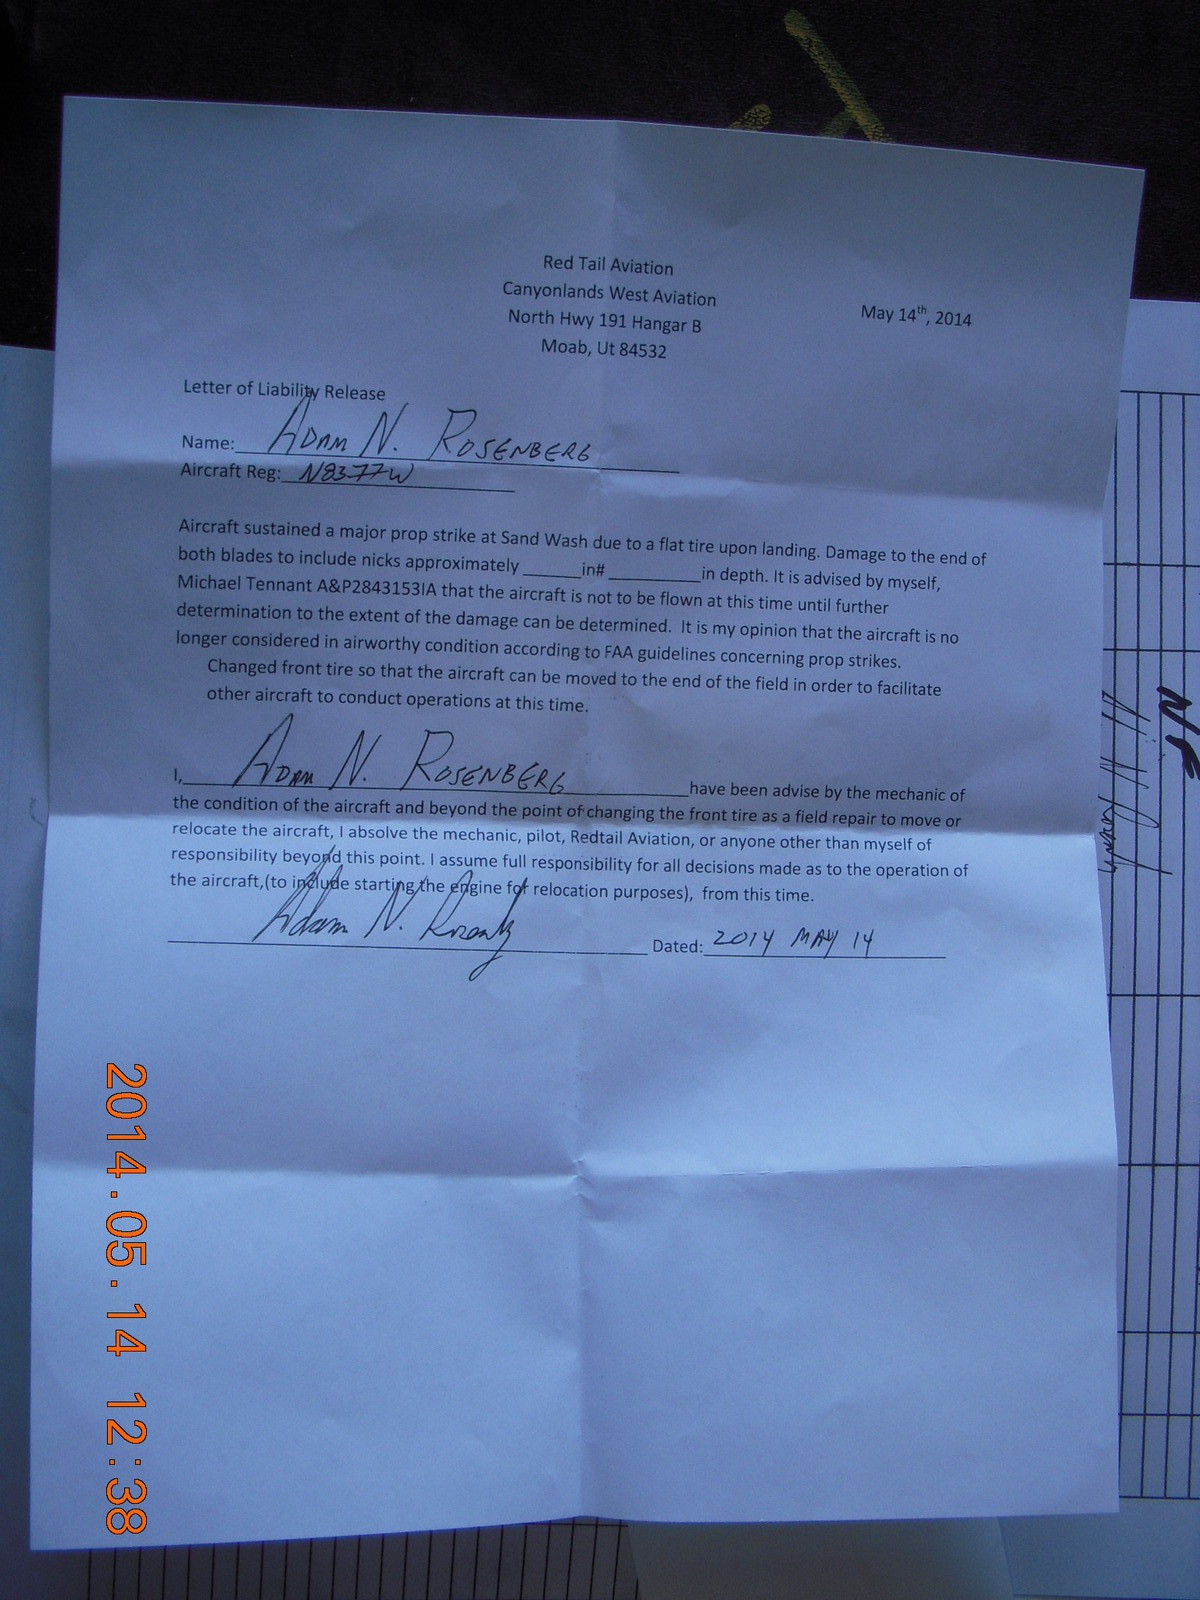 Red Tail Aviation
Canyonlands West Aviation
North Hwy 191 Hangar B
Moab, Ut 84532
May 14th, 2014
Letter of Liability Release
Name: ADAM N. ROSENBERG
Aircraft Reg: N8377W
Aircraft sustained a major prop strike at Sand Wash due to a flat tire upon landing. Damage to the end of
both blades to include nicks approximately ______in# __________in depth. It is advised by myself,
Michael Tennant A&P2843153IA that the aircraft is not to be flown at this time until further
determination to the extent of the damage can be determined. It is my opinion that the aircraft is no
longer considered in airworthy condition according to FAA guidelines concerning prop strikes.
Changed front tire so that the aircraft can be moved to the end of the field in order to facilitate
other aircraft to conduct operations at this time.
I, ADAM N. ROSENBERG have been advise by the mechanic of
the condition of the aircraft and beyond the point of changing the front tire as a field repair to move or
relocate the aircraft, I absolve the mechanic, pilot, Redtail Aviation, or anyone other than myself of
responsibility beyond this point. I assume full responsibility for all decisions made as to the operation of
the aircraft,(to include starting the engine for relocation purposes), from this time.
Adam N. Rosenberg
Dated: 2014 MAY 14
2014.05.14 12:38